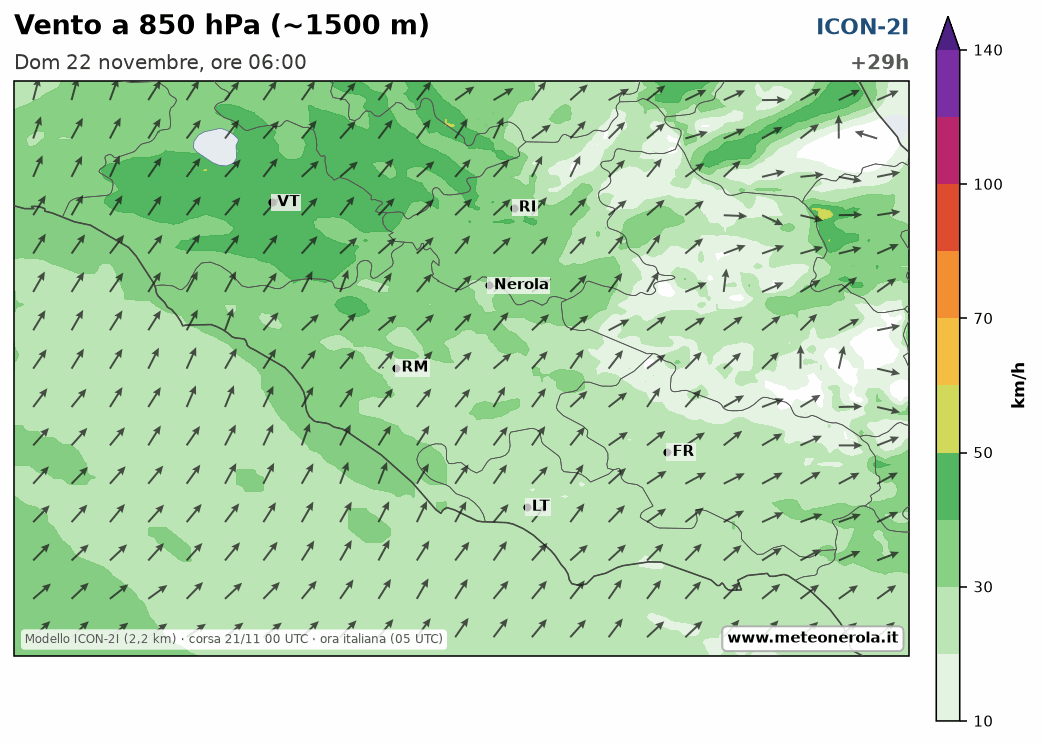 Vento a 850 hPa (~1500 m)
ICON-2I
Dom 22 novembre, ore 06:00
+29h
140
100
70
50
30
10
km/h
VT
RI
Nerola
RM
FR
LT
Modello ICON-2I (2,2 km) · corsa 21/11 00 UTC · ora italiana (05 UTC)
www.meteonerola.it